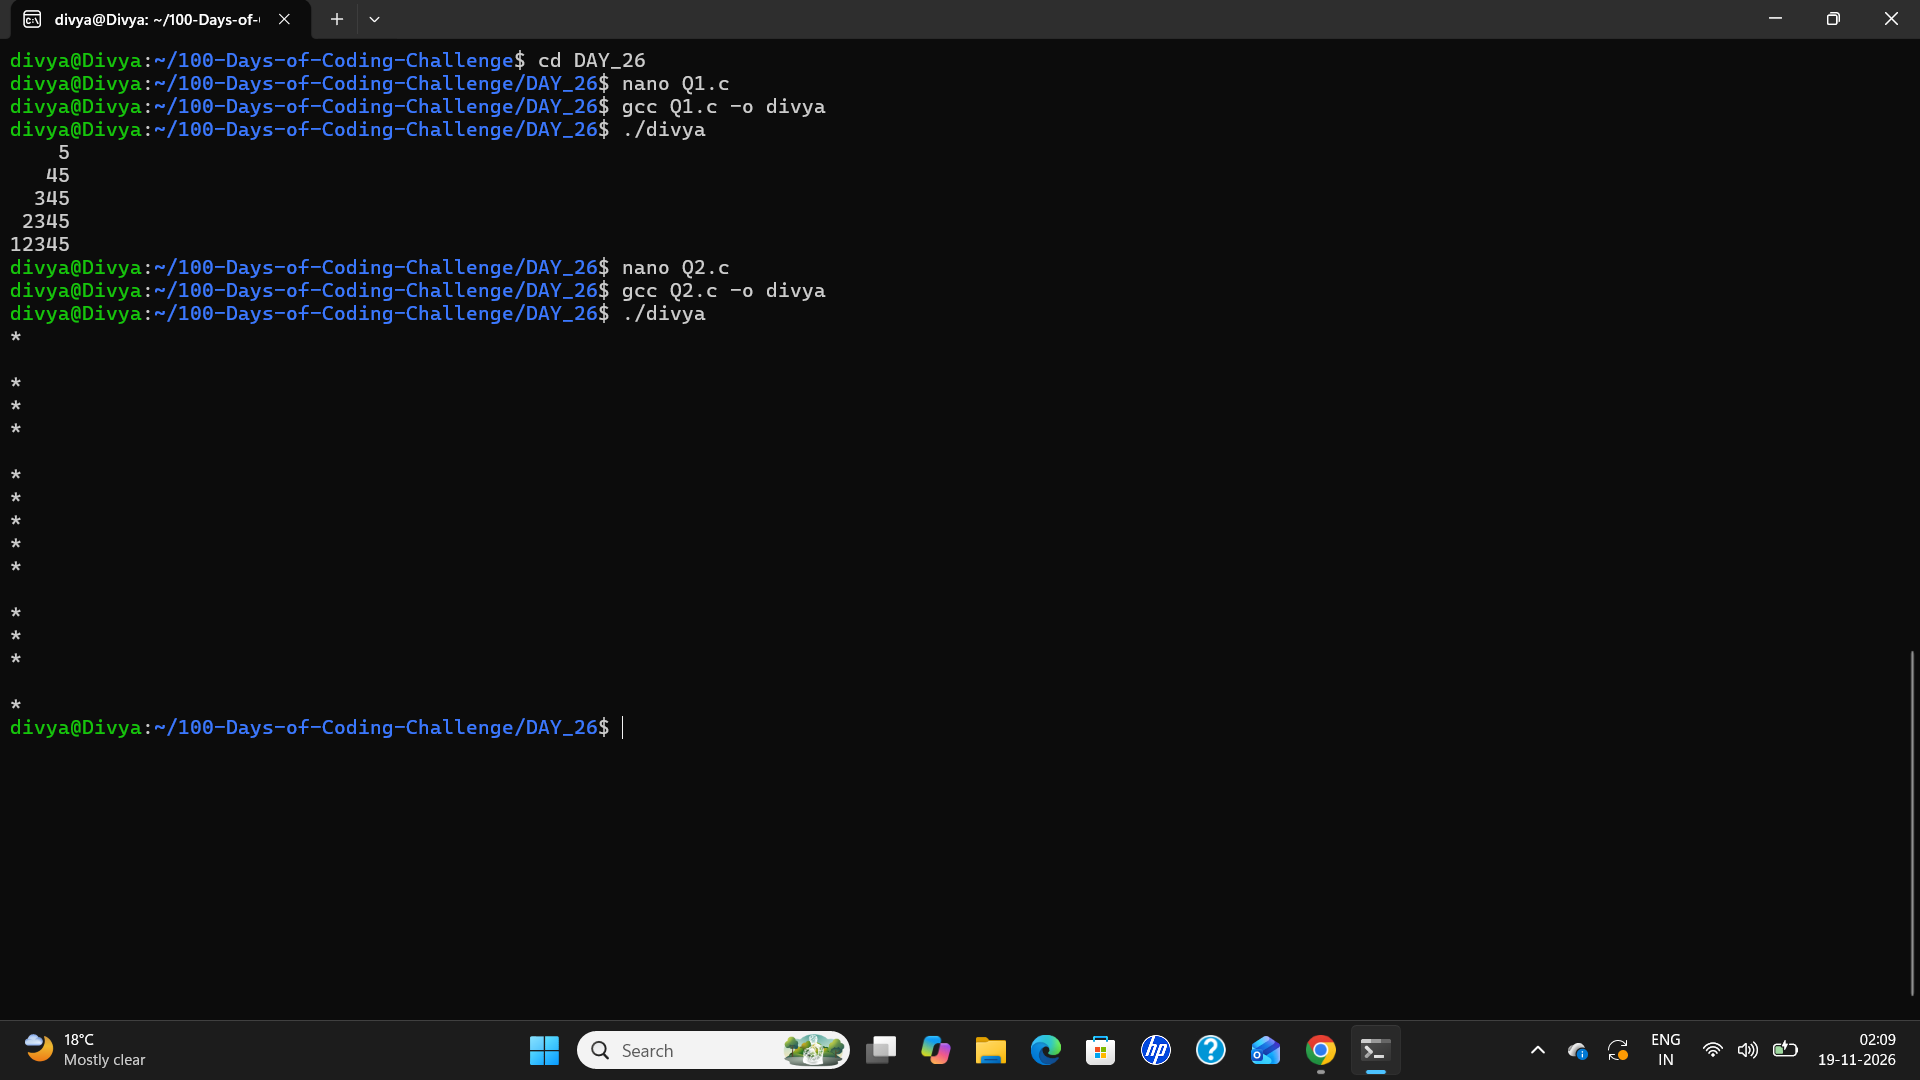 divya@Divya: ~/100-Days-of-
divya@Divya:~/100-Days-of-Coding-Challenge$ cd DAY_26
divya@Divya:~/100-Days-of-Coding-Challenge/DAY_26$ nano Q1.c
divya@Divya:~/100-Days-of-Coding-Challenge/DAY_26$ gcc Q1.c -o divya
divya@Divya:~/100-Days-of-Coding-Challenge/DAY_26$ ./divya
    5
   45
  345
 2345
12345
divya@Divya:~/100-Days-of-Coding-Challenge/DAY_26$ nano Q2.c
divya@Divya:~/100-Days-of-Coding-Challenge/DAY_26$ gcc Q2.c -o divya
divya@Divya:~/100-Days-of-Coding-Challenge/DAY_26$ ./divya
*

*
*
*

*
*
*
*
*

*
*
*

*
divya@Divya:~/100-Days-of-Coding-Challenge/DAY_26$
18°C
Mostly clear
Search
hp
ENG
IN
02:09
19-11-2026